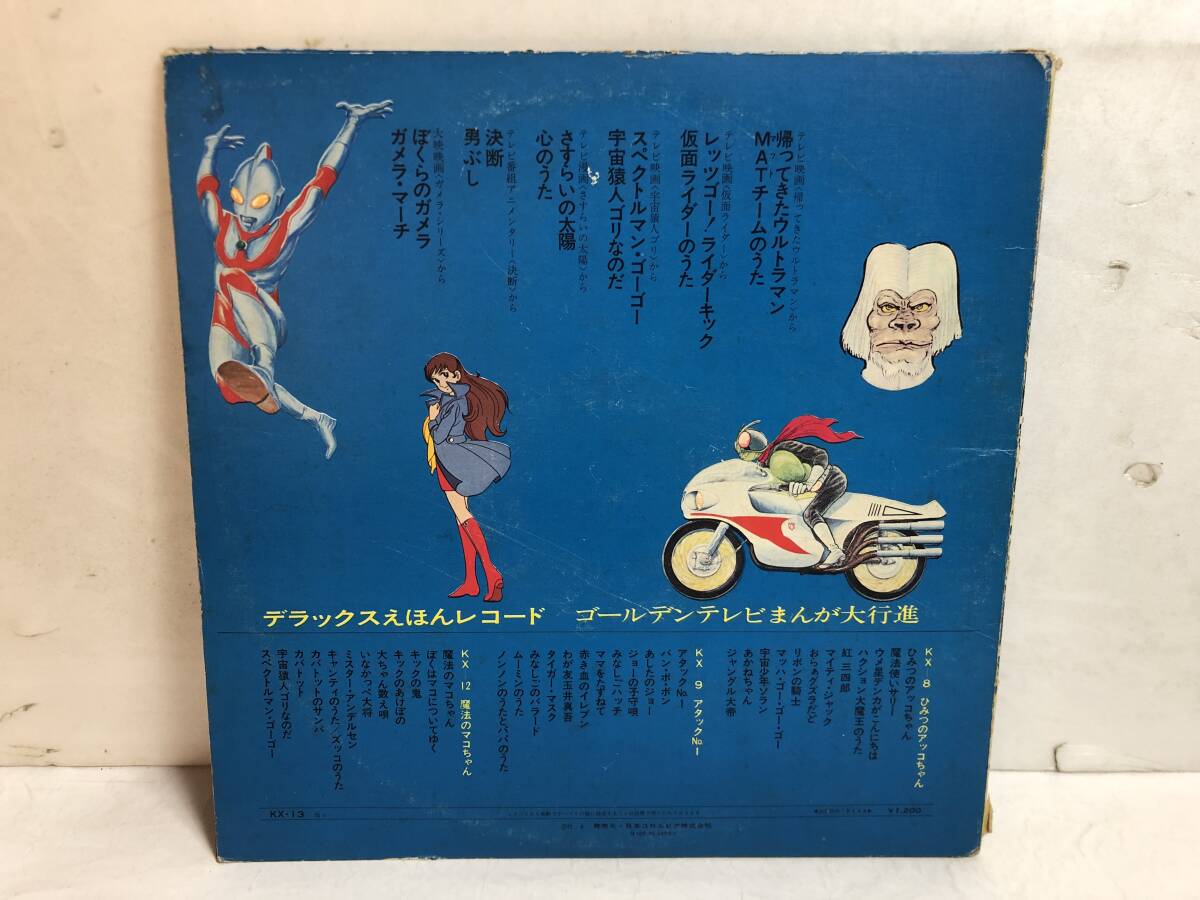 テレビ映画〈帰ってきたウルトラマン〉から
帰ってきたウルトラマン
MATチームのうた
マット
テレビ映画〈仮面ライダー〉から
レッツゴー!ライダーキック
仮面ライダーのうた
テレビ映画〈宇宙猿人ゴリ〉から
スペクトルマン・ゴーゴー
宇宙猿人ゴリなのだ
テレビ漫画〈さすらいの太陽〉から
さすらいの太陽
心のうた
テレビ番組アニメンタリー〈決断〉から
決断
男ぶし
大映映画〈ガメラ・シリーズ〉から
ぼくらのガメラ
ガメラ・マーチ
デラックスえほんレコード ゴールデンテレビまんが大行進
KX-8 ひみつのアッコちゃん
ひみつのアッコちゃん
魔法使いサリー
ウメ星デンカがこんにちは
ハクション大魔王のうた
紅三四郎
マイティ・ジャック
おらぁグズラだど
リボンの騎士
マッハ・ゴー・ゴー・ゴー
宇宙少年ソラン
あかねちゃん
ジャングル大帝
KX-9 アタックNo.1
アタックNo.1
バン・ボ・ボン
あしたのジョー
ジョーの子守唄
みなしごハッチ
ママをたずねて
赤き血のイレブン
わが友玉井真吾
タイガー・マスク
みなしごのバラード
ムーミンのうた
ノンノンのうたとパパのうた
KX-12 魔法のマコちゃん
魔法のマコちゃん
ぼくはマコについてゆく
キックの鬼
キックのあけぼの
大ちゃん数え唄
いなかっぺ大将
ミスター・アンデルセン
キャンティのうた/ズッコのうた
カバトットのサンバ
カバトット
宇宙猿人ゴリなのだ
スペクトルマン・ゴーゴー
KX-13
¥1,200
発売元・日本コロムビア株式会社